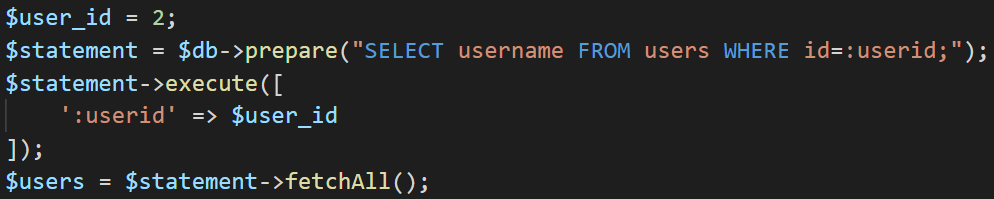 $user_id = 2;
$statement = $db->prepare("SELECT username FROM users WHERE id=:userid;");
$statement->execute([
    ':userid' => $user_id
]);
$users = $statement->fetchAll();